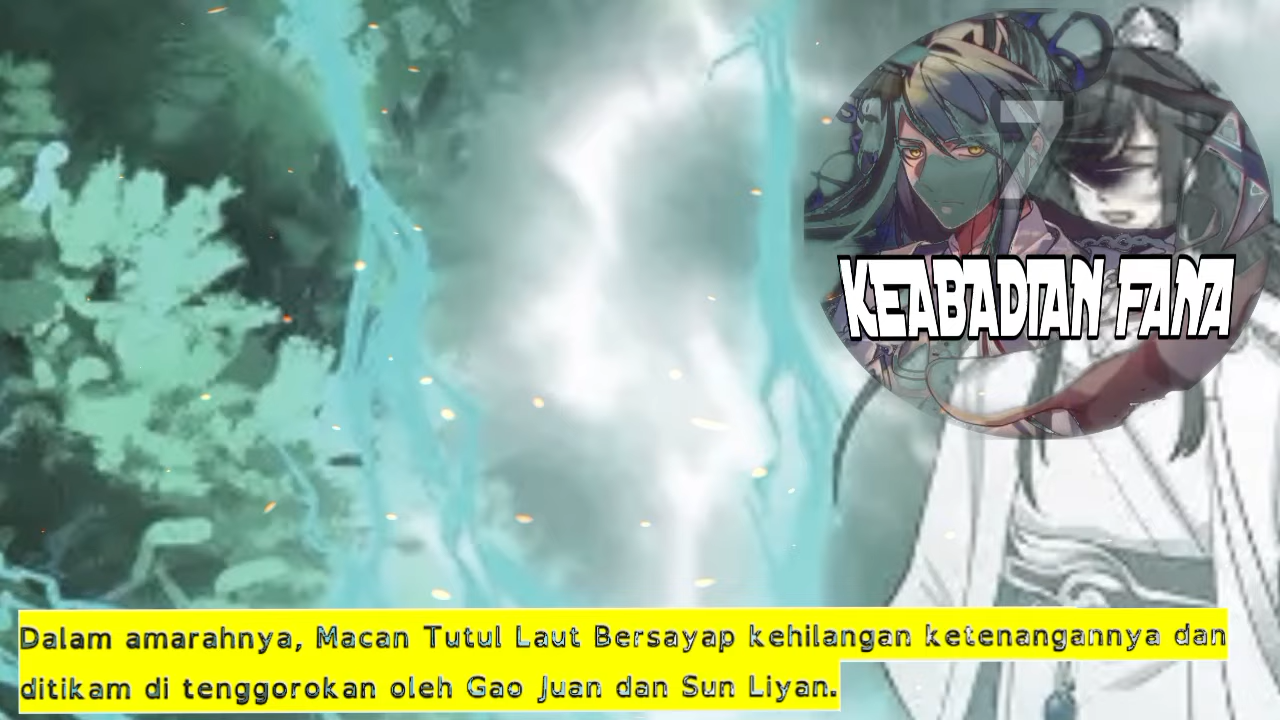 7
KEABADIAN FANA
Dalam amarahnya, Macan Tutul Laut Bersayap kehilangan ketenangannya dan
ditikam di tenggorokan oleh Gao Juan dan Sun Liyan.